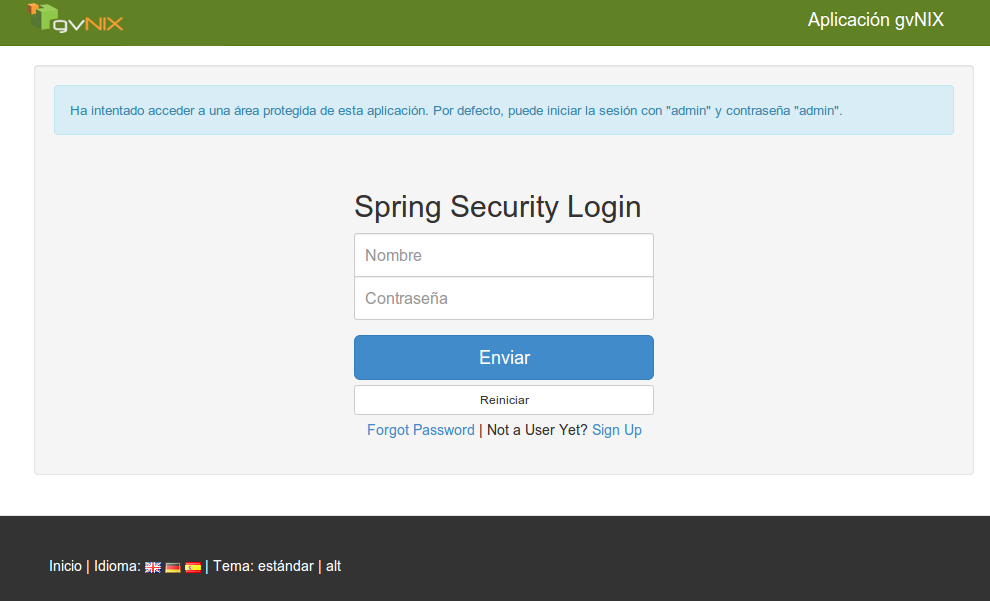 gvNIX
Aplicación gvNIX
Ha intentado acceder a una área protegida de esta aplicación. Por defecto, puede iniciar la sesión con "admin" y contraseña "admin".
Spring Security Login
Nombre
Contraseña
Enviar
Reiniciar
Forgot Password | Not a User Yet? Sign Up
Inicio | Idioma: | Tema: estándar | alt